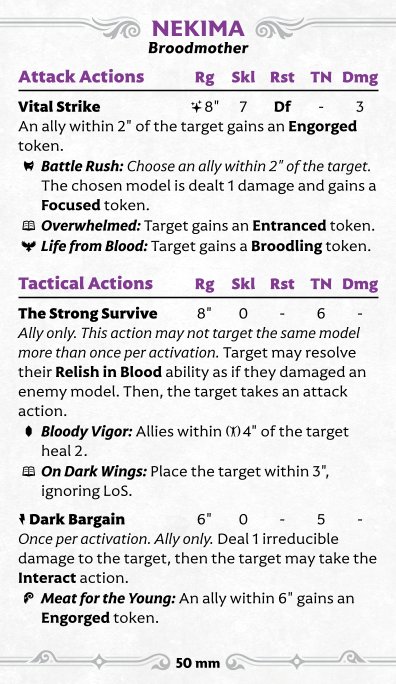 NEKIMA
Broodmother
Attack Actions Rg Skl Rst TN Dmg
Vital Strike 8" 7 Df - 3
An ally within 2" of the target gains an Engorged
token.
Battle Rush: Choose an ally within 2" of the target.
The chosen model is dealt 1 damage and gains a
Focused token.
Overwhelmed: Target gains an Entranced token.
Life from Blood: Target gains a Broodling token.
Tactical Actions Rg Skl Rst TN Dmg
The Strong Survive 8" 0 - 6 -
Ally only. This action may not target the same model
more than once per activation. Target may resolve
their Relish in Blood ability as if they damaged an
enemy model. Then, the target takes an attack
action.
Bloody Vigor: Allies within 4" of the target
heal 2.
On Dark Wings: Place the target within 3",
ignoring LoS.
Dark Bargain 6" 0 - 5 -
Once per activation. Ally only. Deal 1 irreducible
damage to the target, then the target may take the
Interact action.
Meat for the Young: An ally within 6" gains an
Engorged token.
50 mm